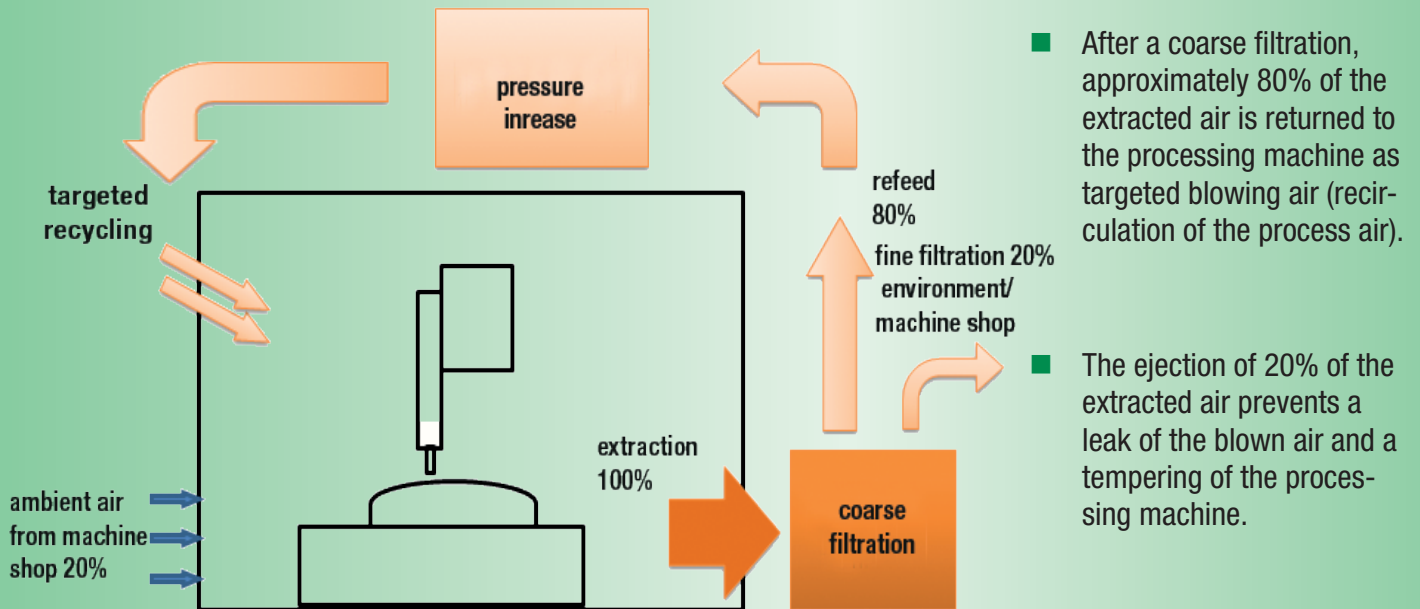 pressure
inrease
targeted
recycling
refeed
80%
fine filtration 20%
environment/
machine shop
extraction
100%
ambient air
from machine
shop 20%
coarse
filtration
■ After a coarse filtration,
approximately 80% of the
extracted air is returned to
the processing machine as
targeted blowing air (recir-
culation of the process air).
■ The ejection of 20% of the
extracted air prevents a
leak of the blown air and a
tempering of the proces-
sing machine.